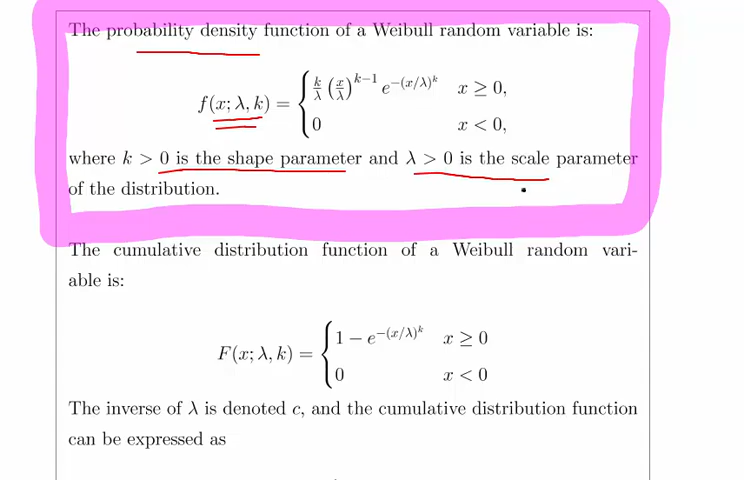 The probability density function of a Weibull random variable is:
f(x; λ, k) = { k/λ (x/λ)^{k−1} e^{−(x/λ)^k} x ≥ 0,
0 x < 0,
where k > 0 is the shape parameter and λ > 0 is the scale parameter
of the distribution.
The cumulative distribution function of a Weibull random vari-
able is:
F(x; λ, k) = { 1 − e^{−(x/λ)^k} x ≥ 0
0 x < 0
The inverse of λ is denoted c, and the cumulative distribution function
can be expressed as